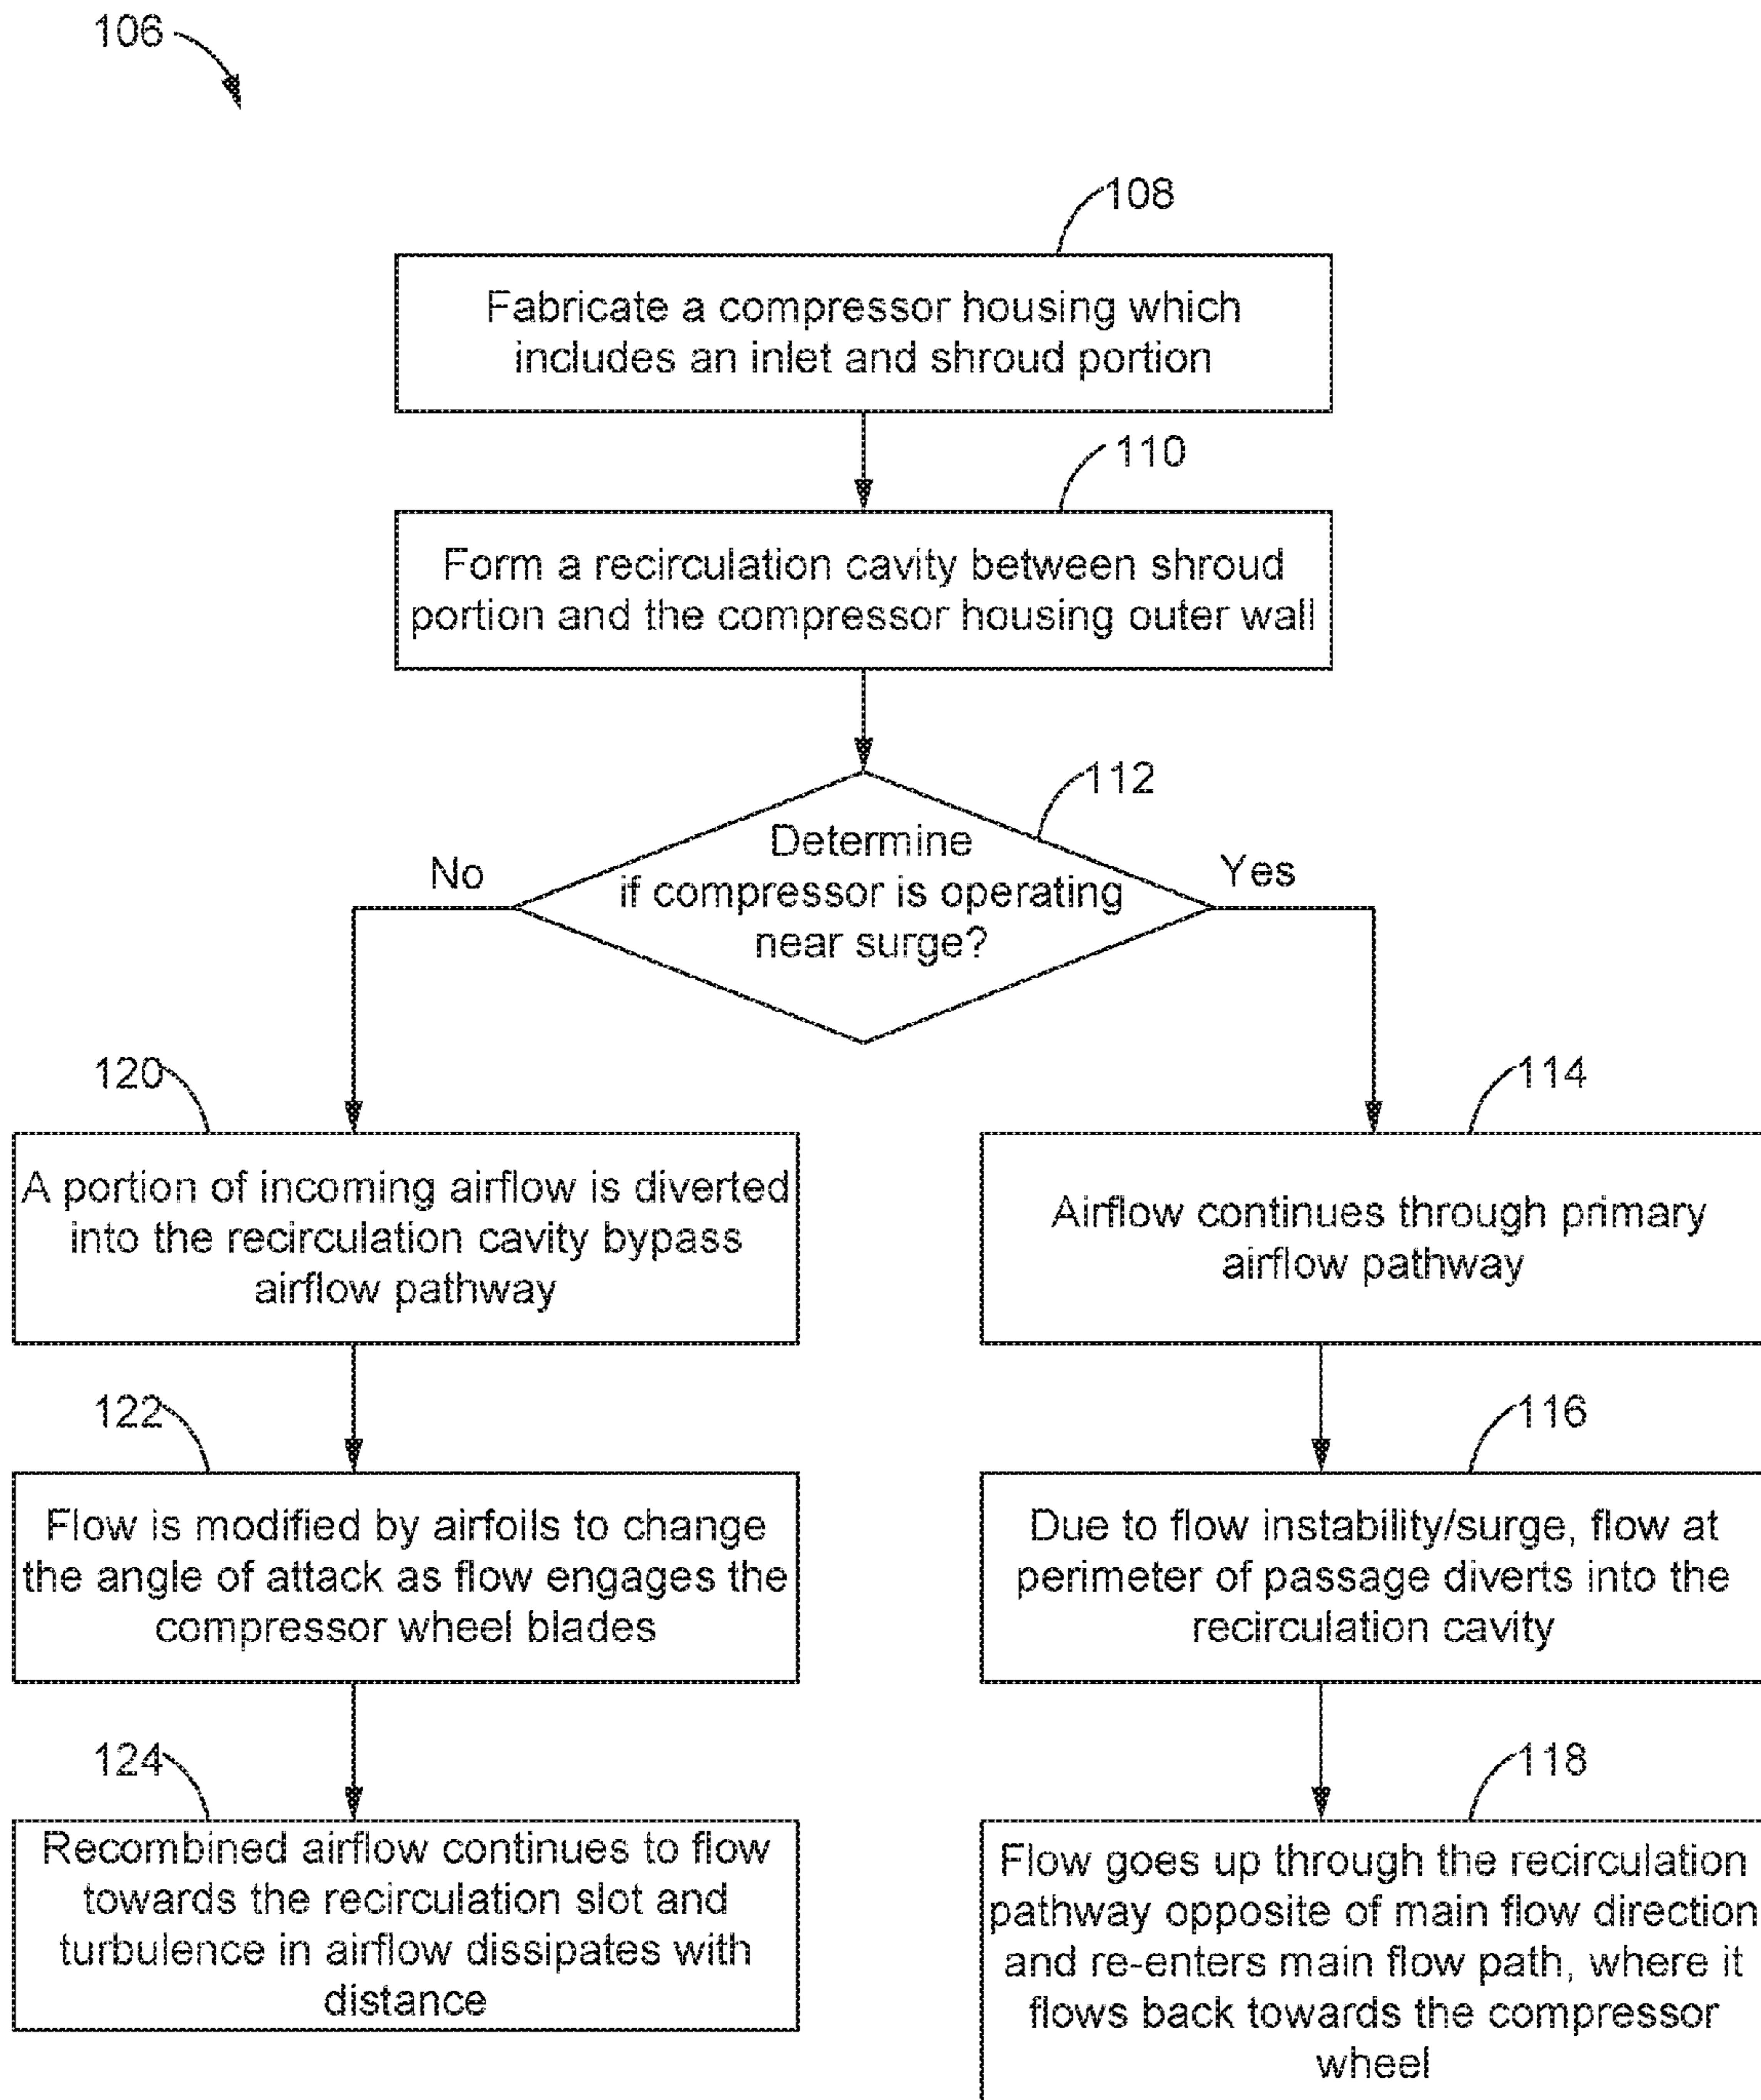 106
108
Fabricate a compressor housing which
includes an inlet and shroud portion
110
Form a recirculation cavity between shroud
portion and the compressor housing outer wall
112
Determine
if compressor is operating
near surge?
No
Yes
120
A portion of incoming airflow is diverted
into the recirculation cavity bypass
airflow pathway
122
Flow is modified by airfoils to change
the angle of attack as flow engages the
compressor wheel blades
124
Recombined airflow continues to flow
towards the recirculation slot and
turbulence in airflow dissipates with
distance
114
Airflow continues through primary
airflow pathway
116
Due to flow instability/surge, flow at
perimeter of passage diverts into the
recirculation cavity
118
Flow goes up through the recirculation
pathway opposite of main flow direction
and re-enters main flow path, where it
flows back towards the compressor
wheel